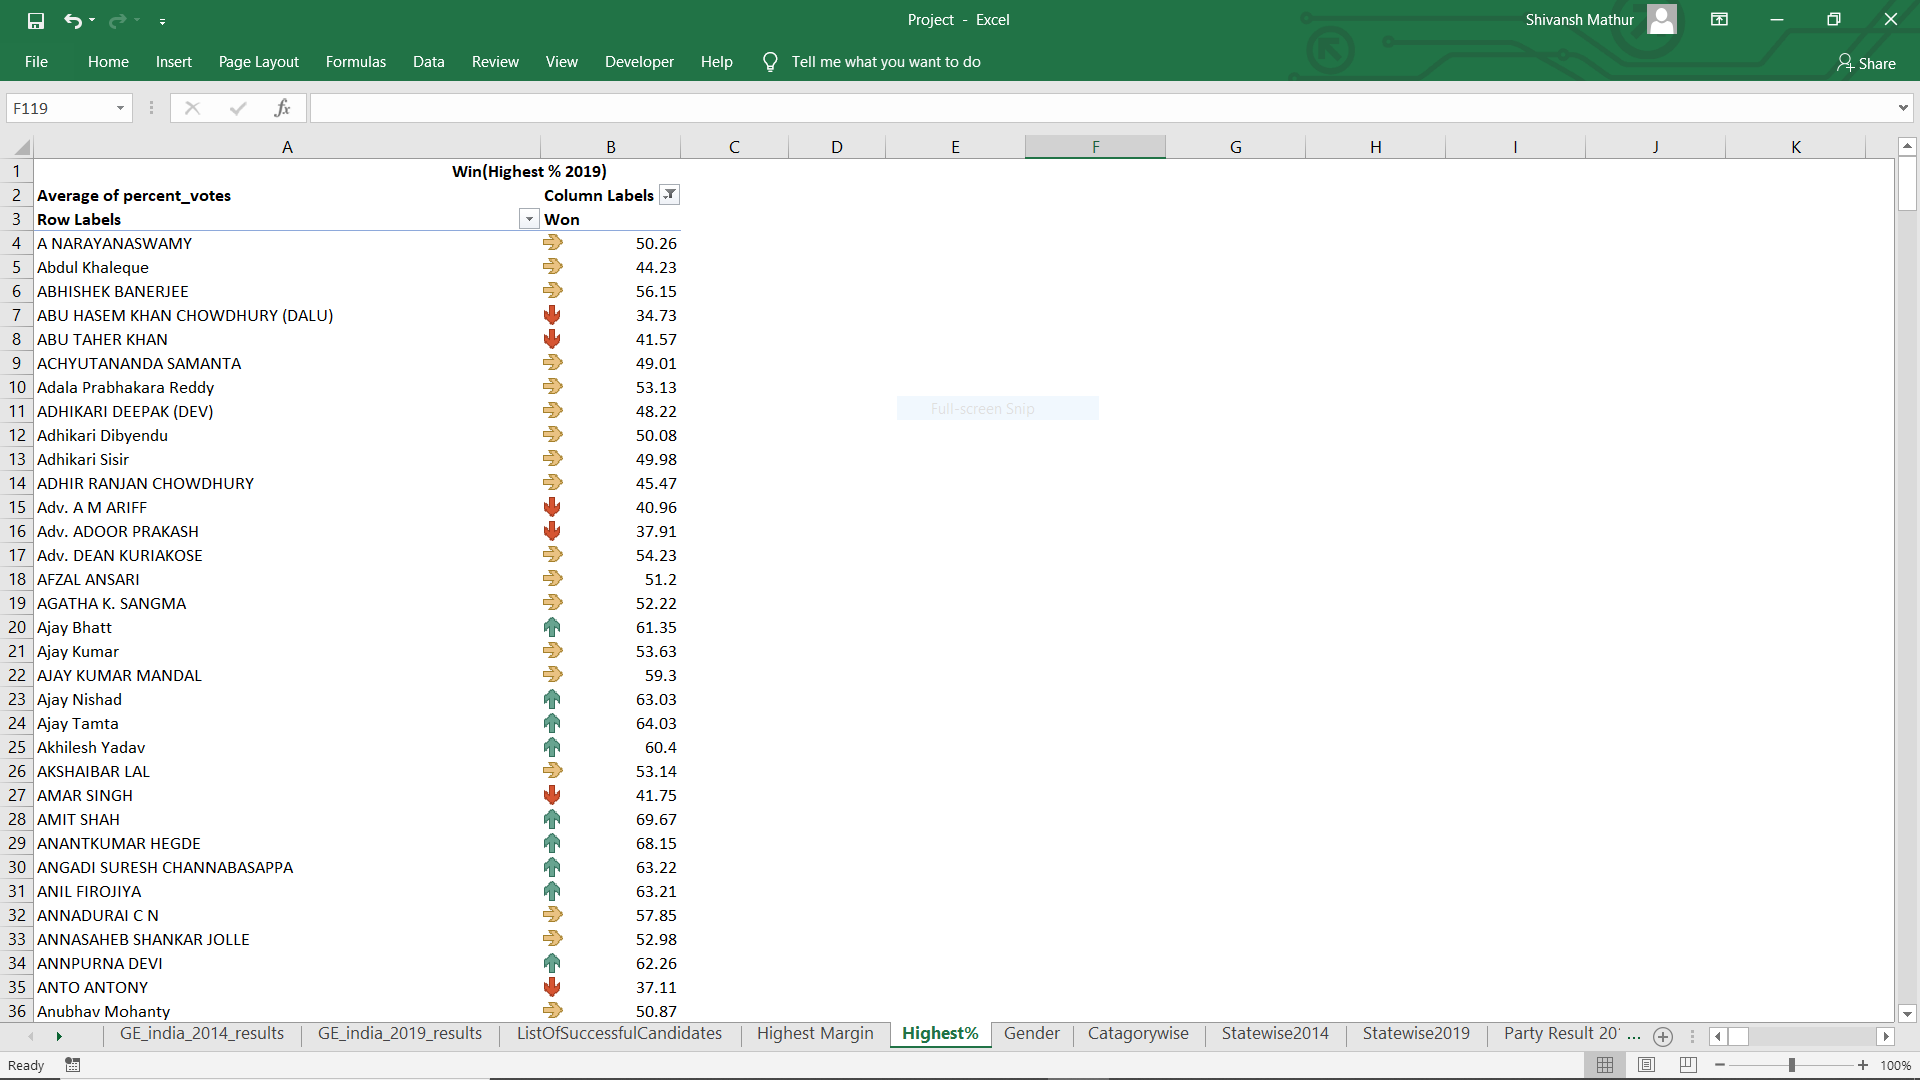 Project - Excel
Shivansh Mathur
File Home Insert Page Layout Formulas Data Review View Developer Help Tell me what you want to do Share
F119 fx
A B C D E F G H I J K
1 Win(Highest % 2019)
2 Average of percent_votes Column Labels
3 Row Labels Won
4 A NARAYANASWAMY 50.26
5 Abdul Khaleque 44.23
6 ABHISHEK BANERJEE 56.15
7 ABU HASEM KHAN CHOWDHURY (DALU) 34.73
8 ABU TAHER KHAN 41.57
9 ACHYUTANANDA SAMANTA 49.01
10 Adala Prabhakara Reddy 53.13
11 ADHIKARI DEEPAK (DEV) 48.22
Full-screen Snip
12 Adhikari Dibyendu 50.08
13 Adhikari Sisir 49.98
14 ADHIR RANJAN CHOWDHURY 45.47
15 Adv. A M ARIFF 40.96
16 Adv. ADOOR PRAKASH 37.91
17 Adv. DEAN KURIAKOSE 54.23
18 AFZAL ANSARI 51.2
19 AGATHA K. SANGMA 52.22
20 Ajay Bhatt 61.35
21 Ajay Kumar 53.63
22 AJAY KUMAR MANDAL 59.3
23 Ajay Nishad 63.03
24 Ajay Tamta 64.03
25 Akhilesh Yadav 60.4
26 AKSHAIBAR LAL 53.14
27 AMAR SINGH 41.75
28 AMIT SHAH 69.67
29 ANANTKUMAR HEGDE 68.15
30 ANGADI SURESH CHANNABASAPPA 63.22
31 ANIL FIROJIYA 63.21
32 ANNADURAI C N 57.85
33 ANNASAHEB SHANKAR JOLLE 52.98
34 ANNPURNA DEVI 62.26
35 ANTO ANTONY 37.11
36 Anubhav Mohanty 50.87
GE_india_2014_results GE_india_2019_results ListOfSuccessfulCandidates Highest Margin Highest% Gender Catagorywise Statewise2014 Statewise2019 Party Result 20 ...
Ready 100%